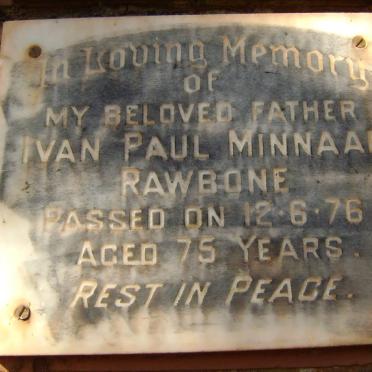 In Loving Memory
of
MY BELOVED FATHER
IVAN PAUL MINNAAR
RAWBONE
PASSED ON 12·6·76
AGED 75 YEARS.
REST IN PEACE.